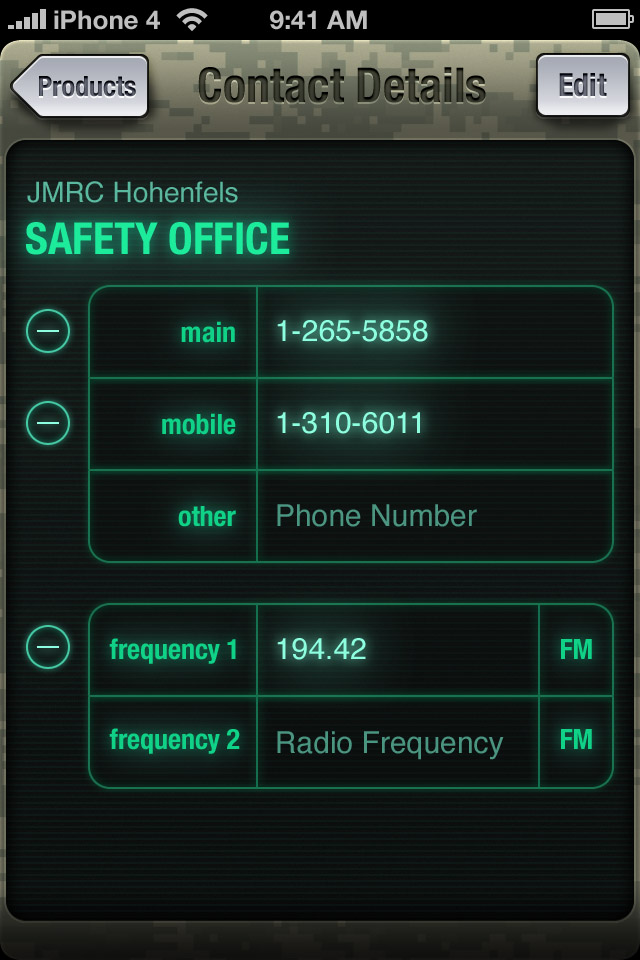 iPhone 4 9:41 AM
Products Contact Details Edit
JMRC Hohenfels
SAFETY OFFICE
main 1-265-5858
mobile 1-310-6011
other Phone Number
frequency 1 194.42 FM
frequency 2 Radio Frequency FM